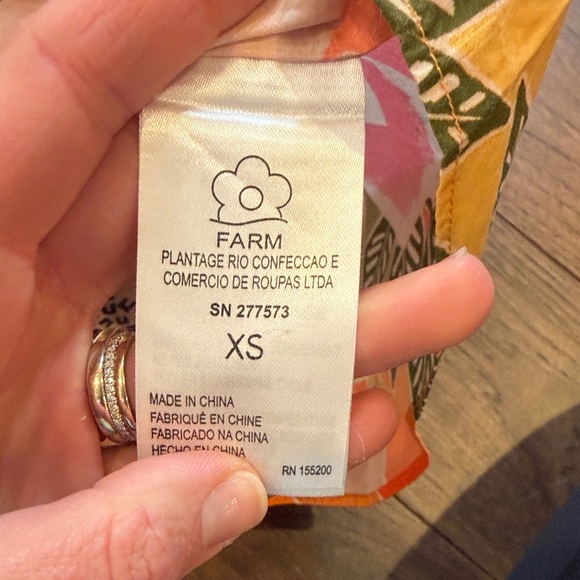 FARM
PLANTAGE RIO CONFECCAO E
COMERCIO DE ROUPAS LTDA
SN 277573
XS
MADE IN CHINA
FABRIQUÉ EN CHINE
FABRICADO NA CHINA
HECHO EN CHINA
RN 155200